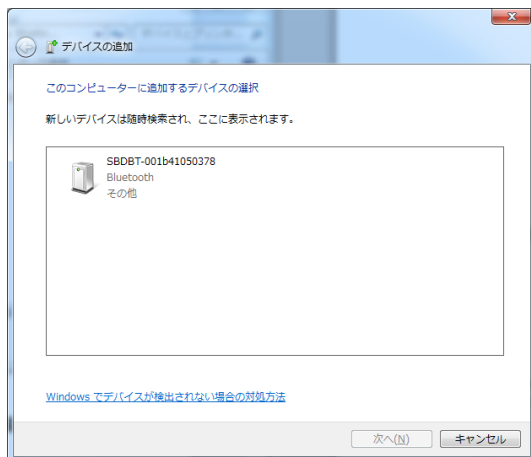 デバイスの追加
このコンピューターに追加するデバイスの選択
新しいデバイスは随時検索され、ここに表示されます。
SBDBT-001b41050378
Bluetooth
その他
Windows でデバイスが検出されない場合の対処方法
次へ(N)
キャンセル